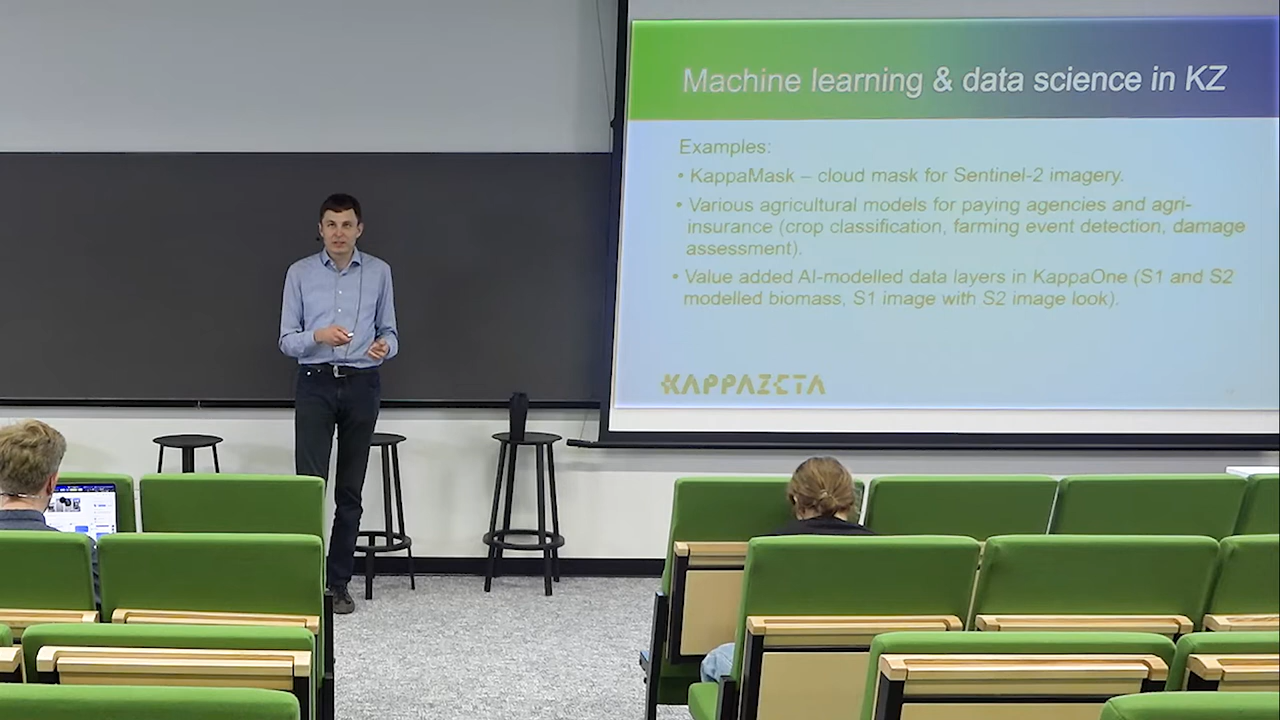 Machine learning & data science in KZ
Examples:
• KappaMask – cloud mask for Sentinel-2 imagery.
• Various agricultural models for paying agencies and agri-
insurance (crop classification, farming event detection, damage
assessment).
• Value added AI-modelled data layers in KappaOne (S1 and S2
modelled biomass, S1 image with S2 image look).
KAPPAZETA